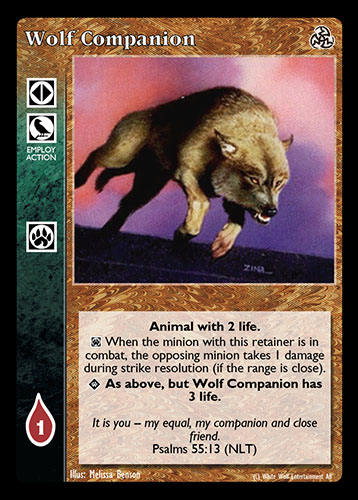 Wolf Companion
EMPLOY
ACTION
ZINA
Animal with 2 life.
When the minion with this retainer is in
combat, the opposing minion takes 1 damage
during strike resolution (if the range is close).
As above, but Wolf Companion has
3 life.
It is you – my equal, my companion and close
friend.
Psalms 55:13 (NLT)
1
Illus: Melissa Benson
(C) White Wolf Entertainment AB